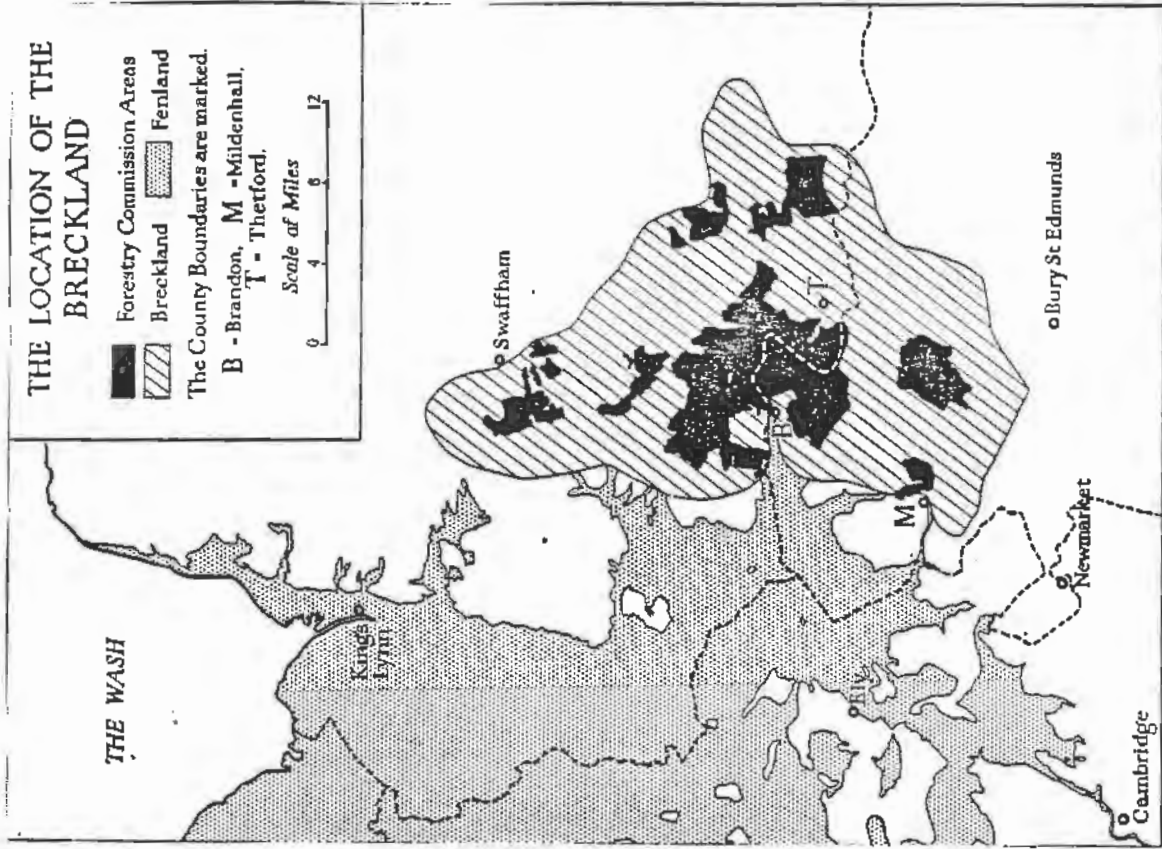 THE LOCATION OF THE
BRECKLAND
Forestry Commission Areas
Breckland Fenland
The County Boundaries are marked.
B - Brandon, M - Mildenhall,
T - Thetford.
0 4 8 12
Scale of Miles
THE WASH
Kings
Lynn
Swaffham
B
T
M
Ely
Newmarket
Bury St Edmunds
Cambridge